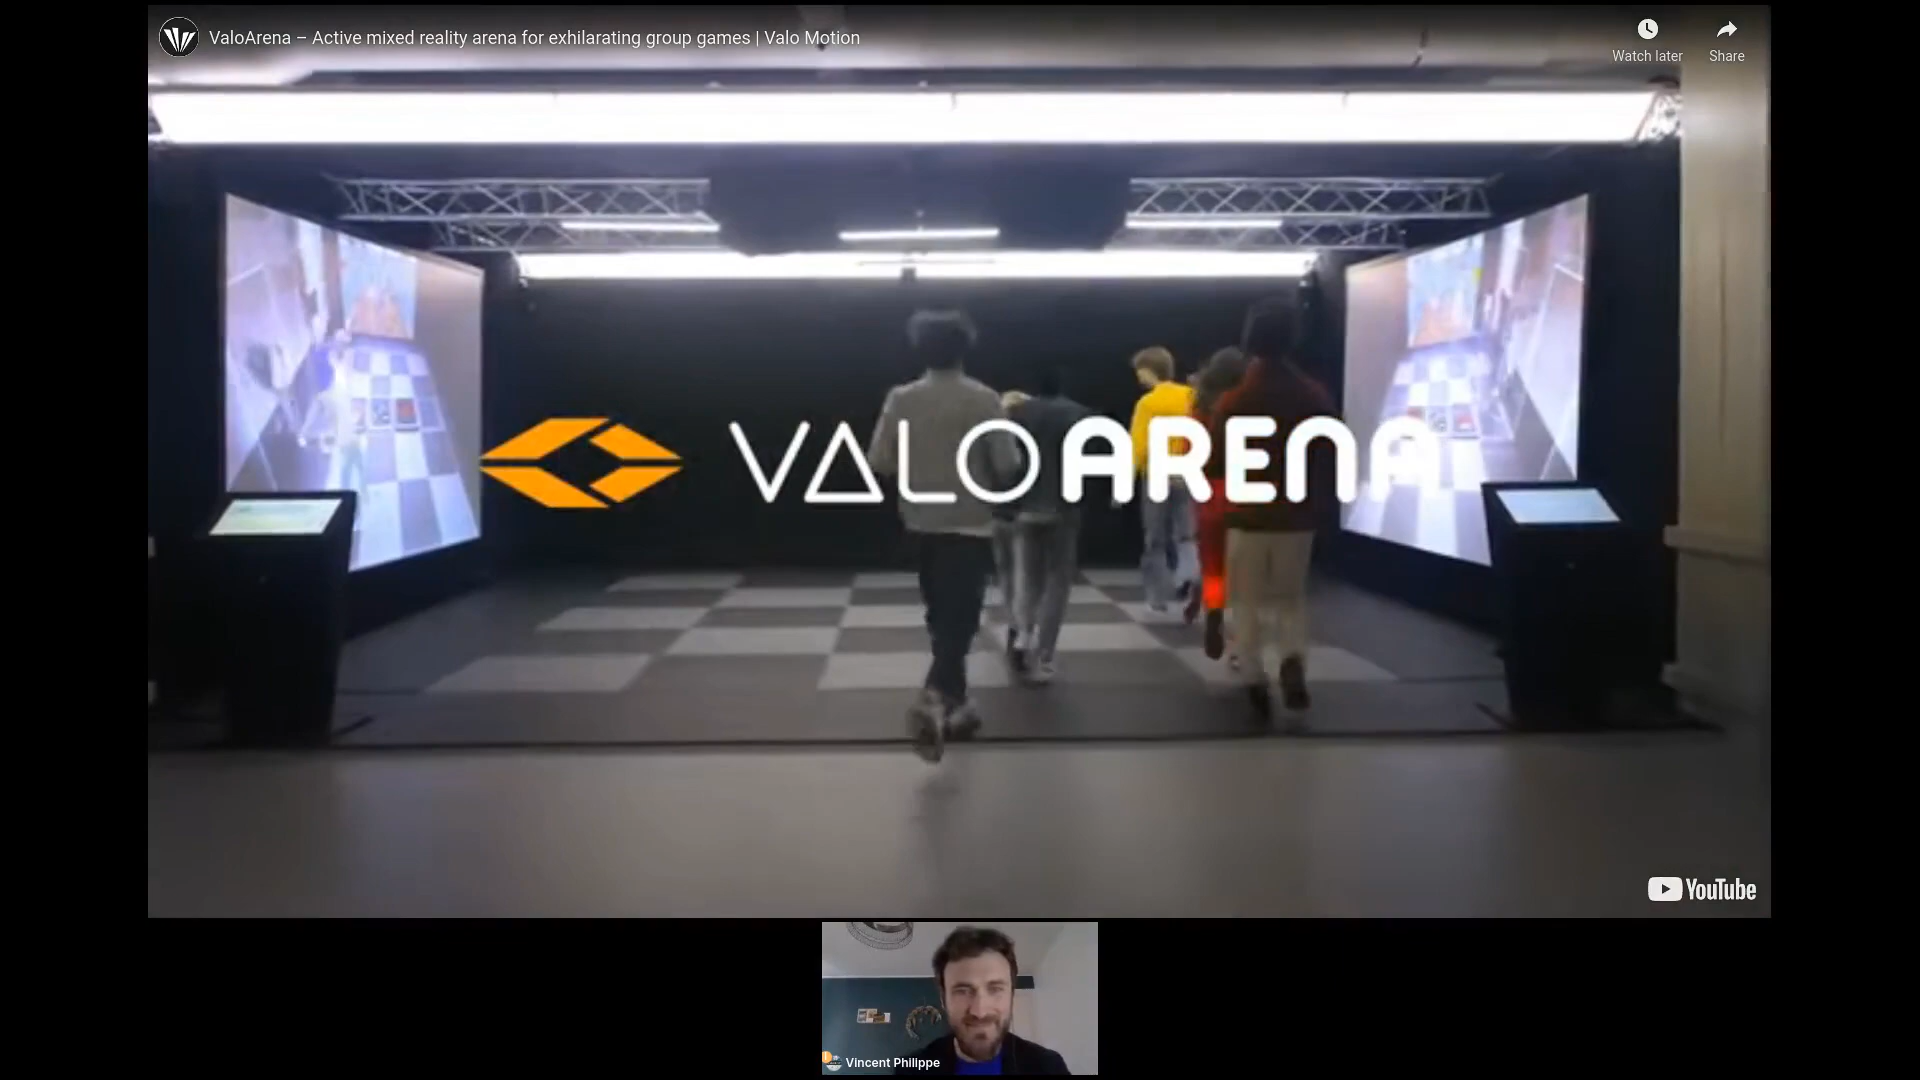 ValoArena – Active mixed reality arena for exhilarating group games | Valo Motion
Watch later
Share
VALOARENA
YouTube
Vincent Philippe